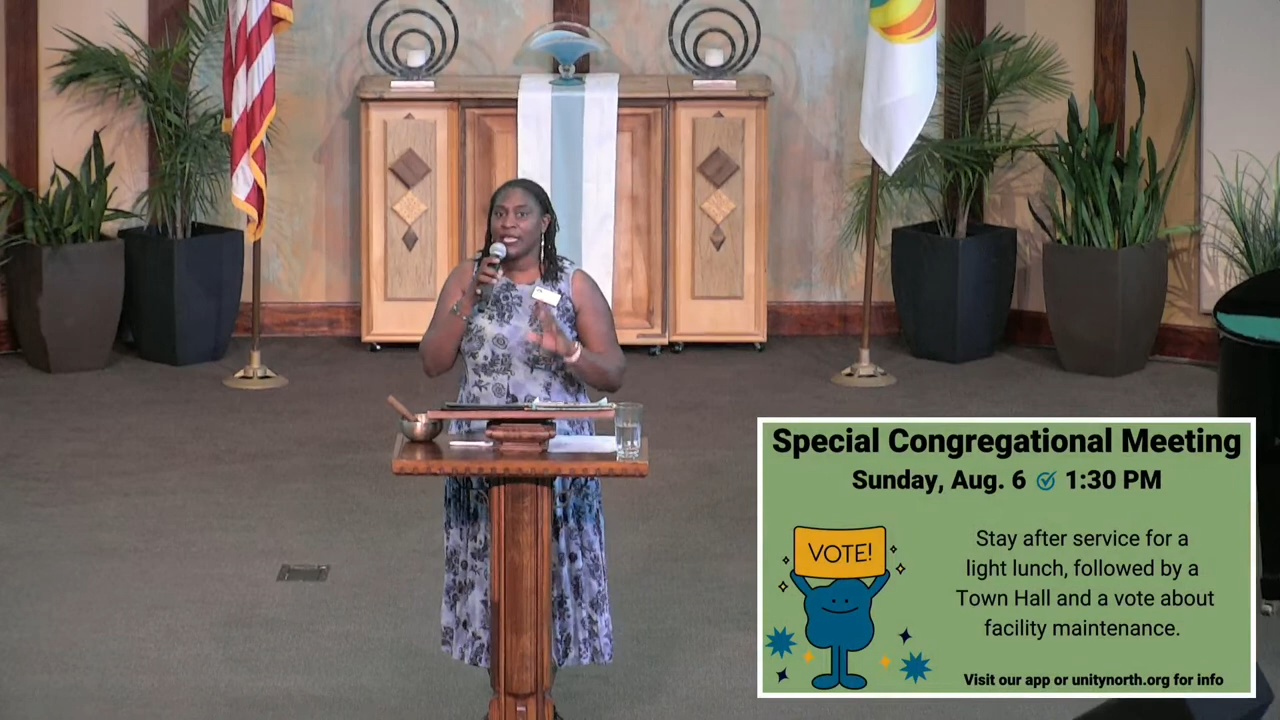 Special Congregational Meeting
Sunday, Aug. 6 1:30 PM
VOTE!
Stay after service for a
light lunch, followed by a
Town Hall and a vote about
facility maintenance.
Visit our app or unitynorth.org for info